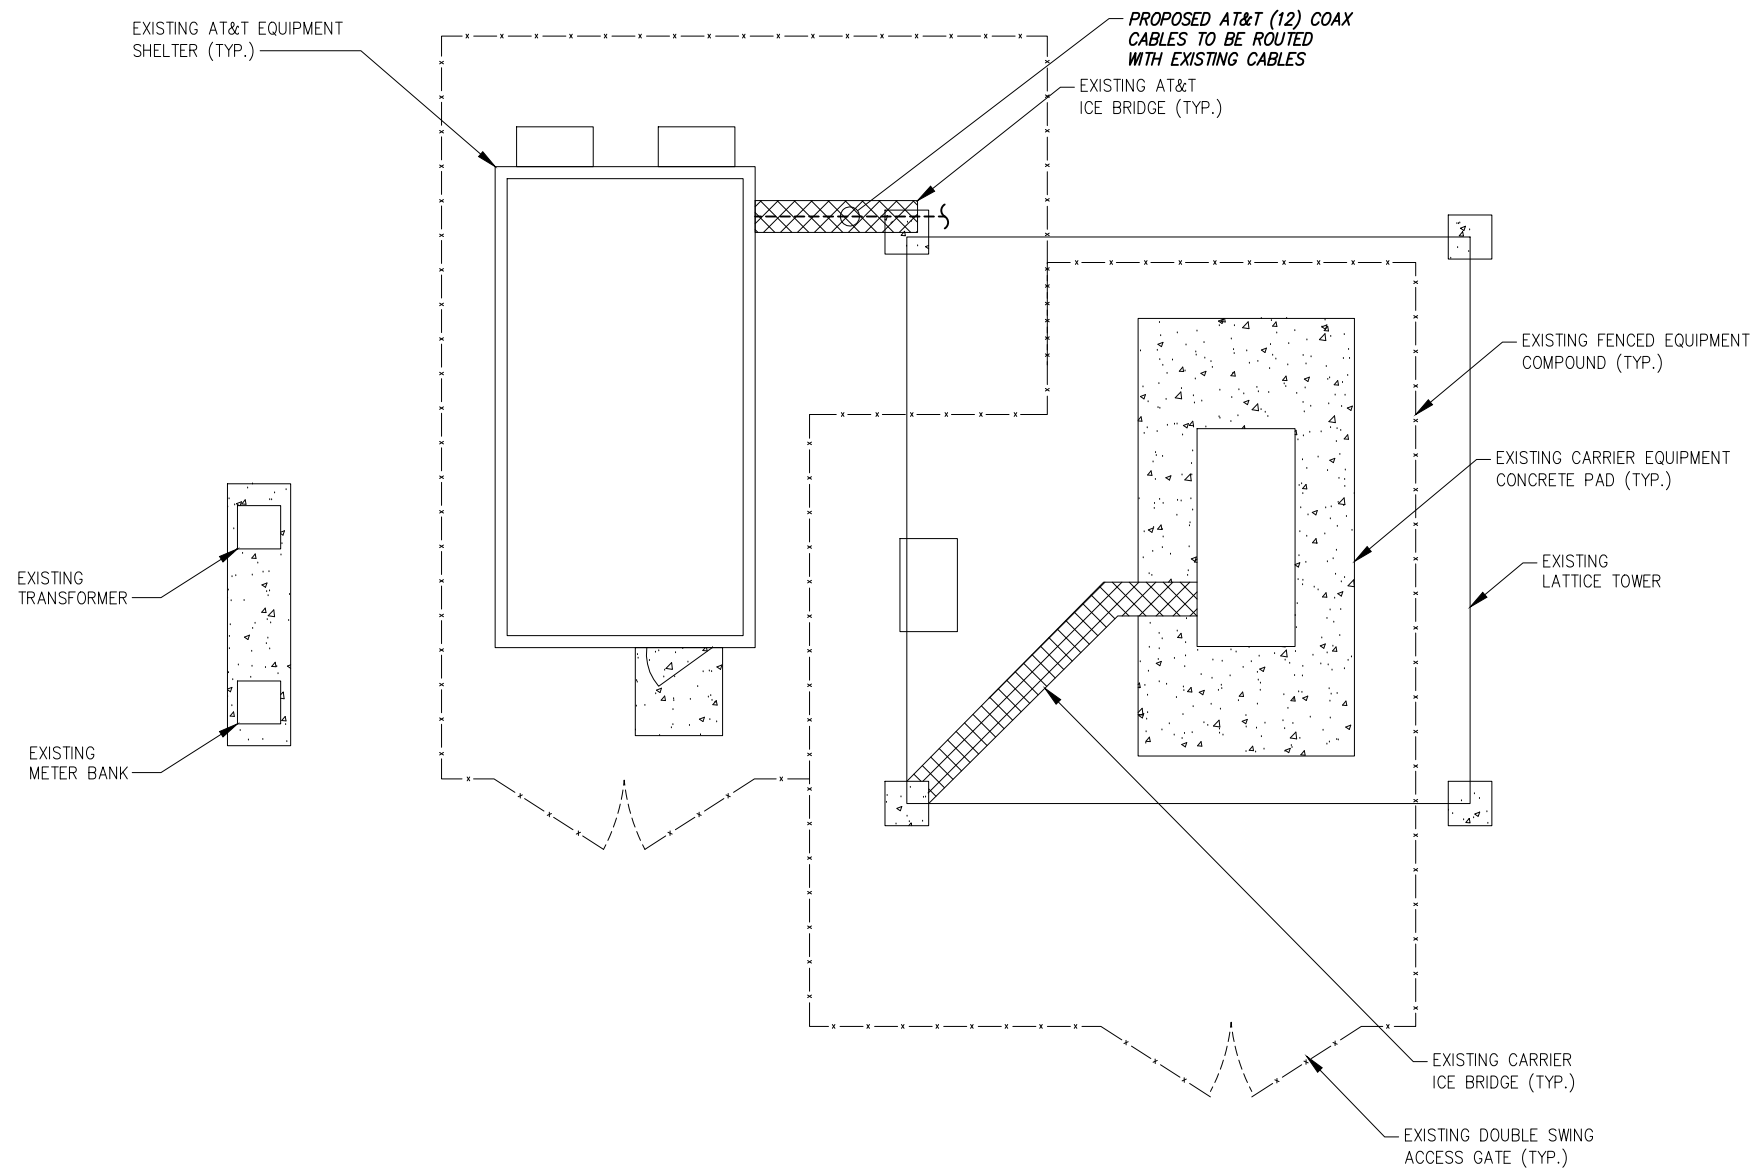 EXISTING AT&T EQUIPMENT
SHELTER (TYP.)
PROPOSED AT&T (12) COAX
CABLES TO BE ROUTED
WITH EXISTING CABLES
EXISTING AT&T
ICE BRIDGE (TYP.)
EXISTING FENCED EQUIPMENT
COMPOUND (TYP.)
EXISTING CARRIER EQUIPMENT
CONCRETE PAD (TYP.)
EXISTING
LATTICE TOWER
EXISTING
TRANSFORMER
EXISTING
METER BANK
EXISTING CARRIER
ICE BRIDGE (TYP.)
EXISTING DOUBLE SWING
ACCESS GATE (TYP.)